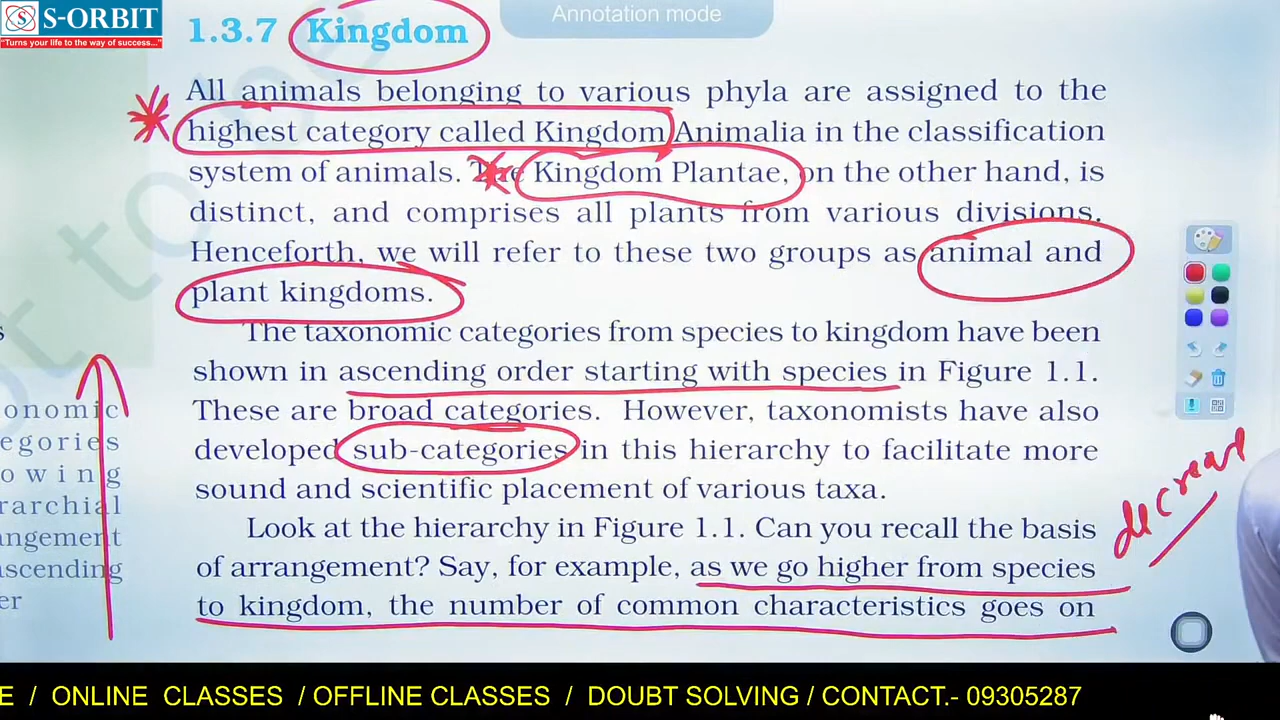 S-ORBIT
"Turns your life to the way of success..."
Annotation mode
1.3.7 Kingdom
All animals belonging to various phyla are assigned to the
highest category called Kingdom Animalia in the classification
system of animals. The Kingdom Plantae, on the other hand, is
distinct, and comprises all plants from various divisions.
Henceforth, we will refer to these two groups as animal and
plant kingdoms.
The taxonomic categories from species to kingdom have been
shown in ascending order starting with species in Figure 1.1.
These are broad categories. However, taxonomists have also
developed sub-categories in this hierarchy to facilitate more
sound and scientific placement of various taxa.
Look at the hierarchy in Figure 1.1. Can you recall the basis
of arrangement? Say, for example, as we go higher from species
to kingdom, the number of common characteristics goes on
s
onomic
egories
owing
rarchial
angement
ascending
er
E / ONLINE CLASSES / OFFLINE CLASSES / DOUBT SOLVING / CONTACT.- 09305287